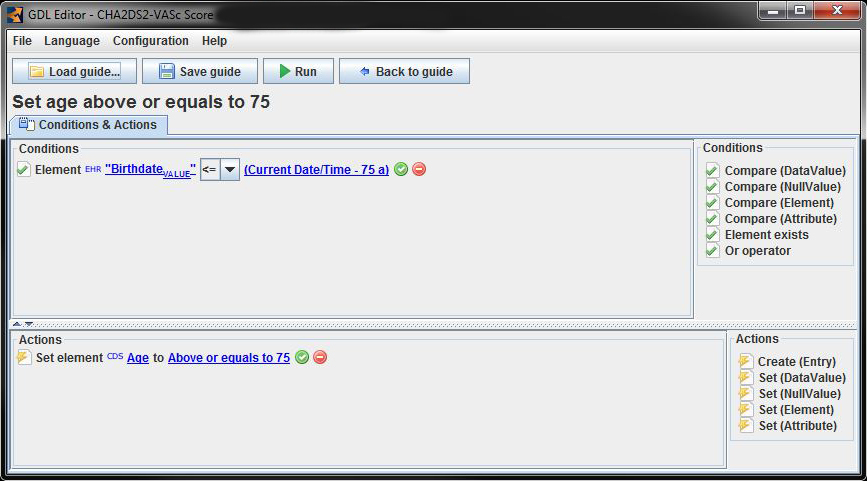 GDL Editor - CHA2DS2-VASc Score
File Language Configuration Help
Load guide... Save guide Run Back to guide
Set age above or equals to 75
Conditions & Actions
Conditions
Element EHR "Birthdate VALUE" <= (Current Date/Time - 75 a)
Conditions
Compare (DataValue)
Compare (NullValue)
Compare (Element)
Compare (Attribute)
Element exists
Or operator
Actions
Set element CDS Age to Above or equals to 75
Actions
Create (Entry)
Set (DataValue)
Set (NullValue)
Set (Element)
Set (Attribute)